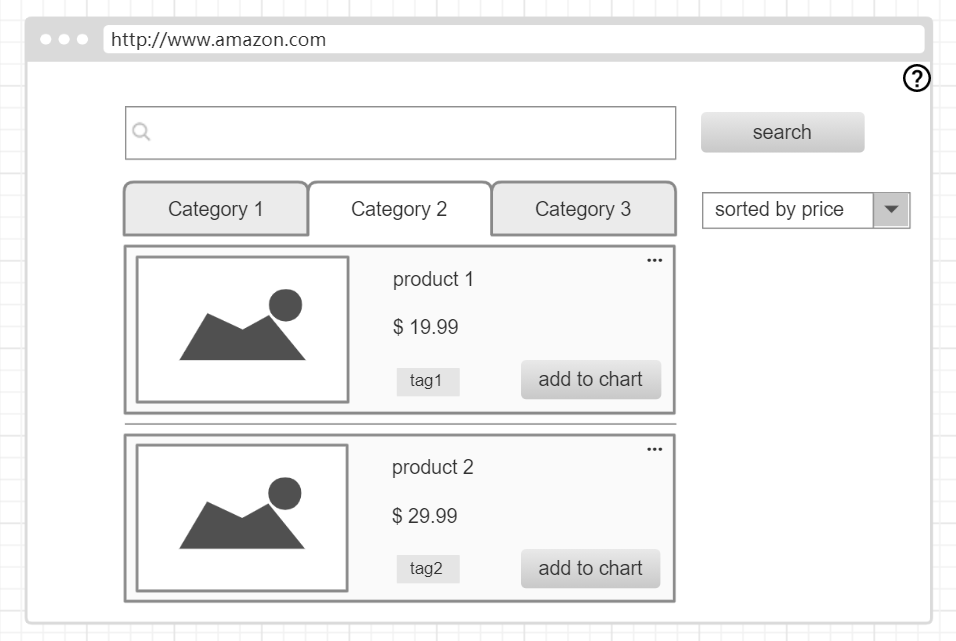 http://www.amazon.com
?
search
Category 1
Category 2
Category 3
sorted by price
product 1
$ 19.99
tag1
add to chart
product 2
$ 29.99
tag2
add to chart